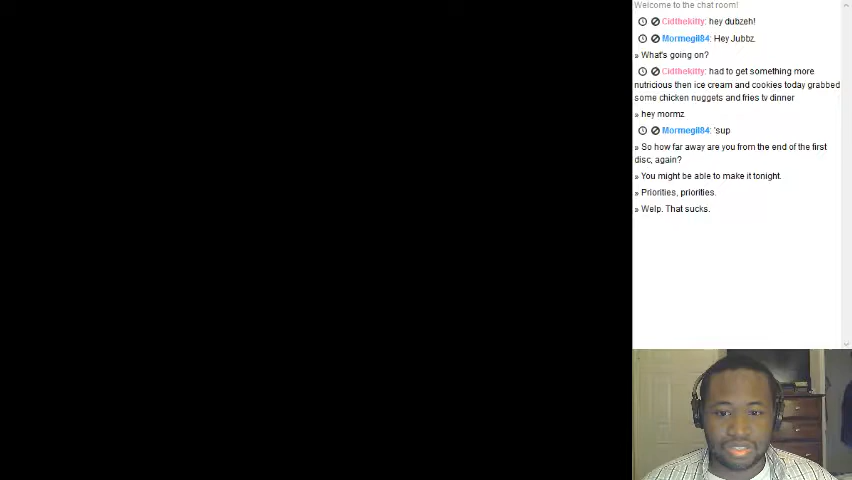 Welcome to the chat room!
Cidthekitty: hey dubzeh!
Mormegil84: Hey Jubbz.
» What's going on?
Cidthekitty: had to get something more
nutricious then ice cream and cookies today grabbed
some chicken nuggets and fries tv dinner
» hey mormz
Mormegil84: 'sup
» So how far away are you from the end of the first
disc, again?
» You might be able to make it tonight.
» Priorities, priorities.
» Welp. That sucks.